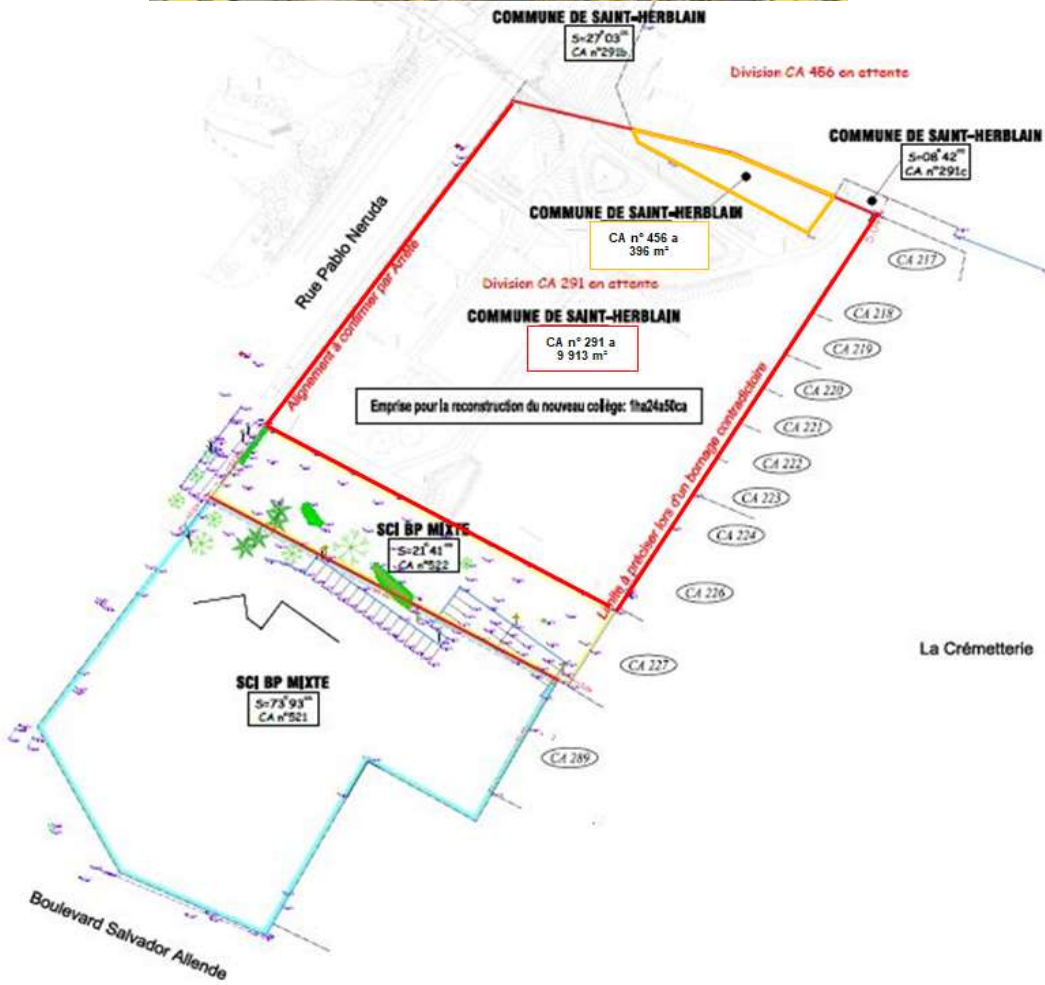 COMMUNE DE SAINT-HERBLAIN
S=27ª03ca
CA n°291b
Division CA 456 en attente
COMMUNE DE SAINT-HERBLAIN
S=08ª42ca
CA n°291c
COMMUNE DE SAINT-HERBLAIN
CA n° 456 a
396 m²
Rue Pablo Neruda
Alignement à confirmer par Arrêté
Division CA 291 en attente
COMMUNE DE SAINT-HERBLAIN
CA n° 291 a
9 913 m²
Emprise pour la reconstruction du nouveau collège: 1ha24a50ca
Limite à préciser lors d'un bornage contradictoire
CA 217
CA 218
CA 219
CA 220
CA 221
CA 222
CA 223
CA 224
CA 226
CA 227
CA 289
SCI BP MIXTE
S=21ª41ca
CA n°522
La Crémetterie
SCI BP MIXTE
S=73ª93ca
CA n°521
Boulevard Salvador Allende